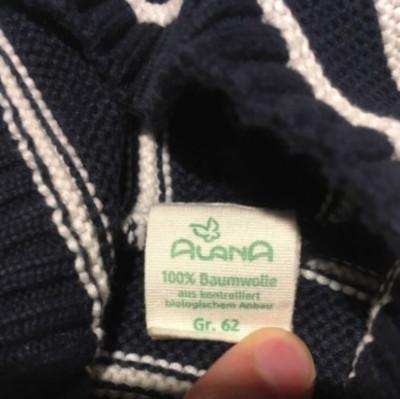 ALANA
100% Baumwolle
aus kontrolliert
biologischem Anbau
Gr. 62